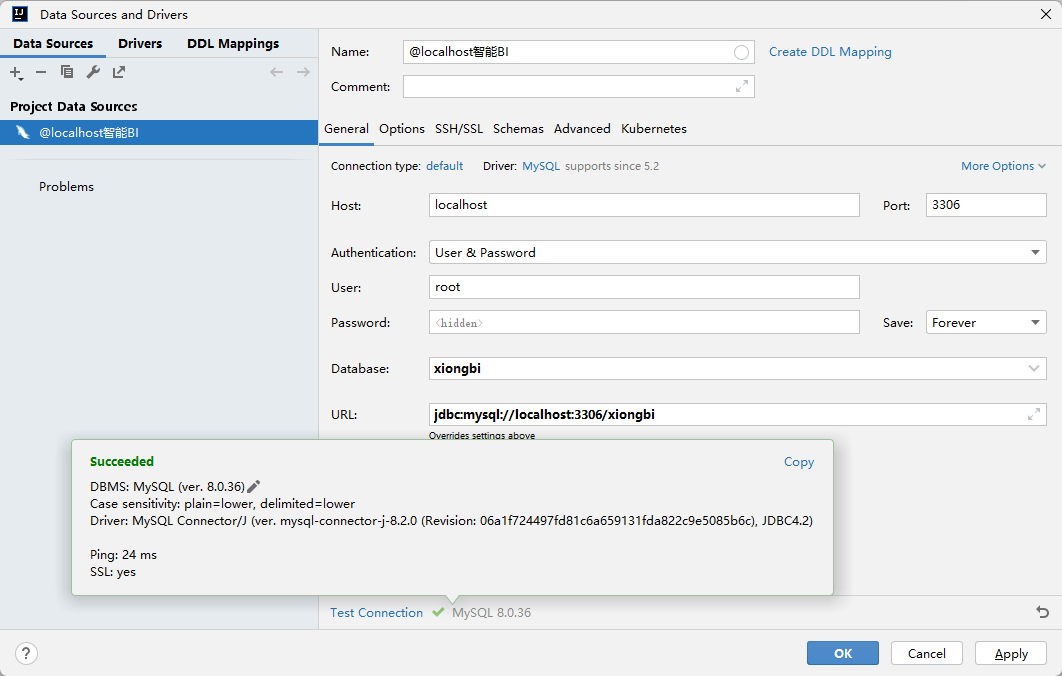 Data Sources and Drivers
Data Sources Drivers DDL Mappings
Project Data Sources
@localhost智能BI
Problems
Name: @localhost智能BI Create DDL Mapping
Comment:
General Options SSH/SSL Schemas Advanced Kubernetes
Connection type: default Driver: MySQL supports since 5.2 More Options
Host: localhost Port: 3306
Authentication: User & Password
User: root
Password: <hidden> Save: Forever
Database: xiongbi
URL: jdbc:mysql://localhost:3306/xiongbi
Overrides settings above
Succeeded Copy
DBMS: MySQL (ver. 8.0.36)
Case sensitivity: plain=lower, delimited=lower
Driver: MySQL Connector/J (ver. mysql-connector-j-8.2.0 (Revision: 06a1f724497fd81c6a659131fda822c9e5085b6c), JDBC4.2)
Ping: 24 ms
SSL: yes
Test Connection MySQL 8.0.36
? OK Cancel Apply